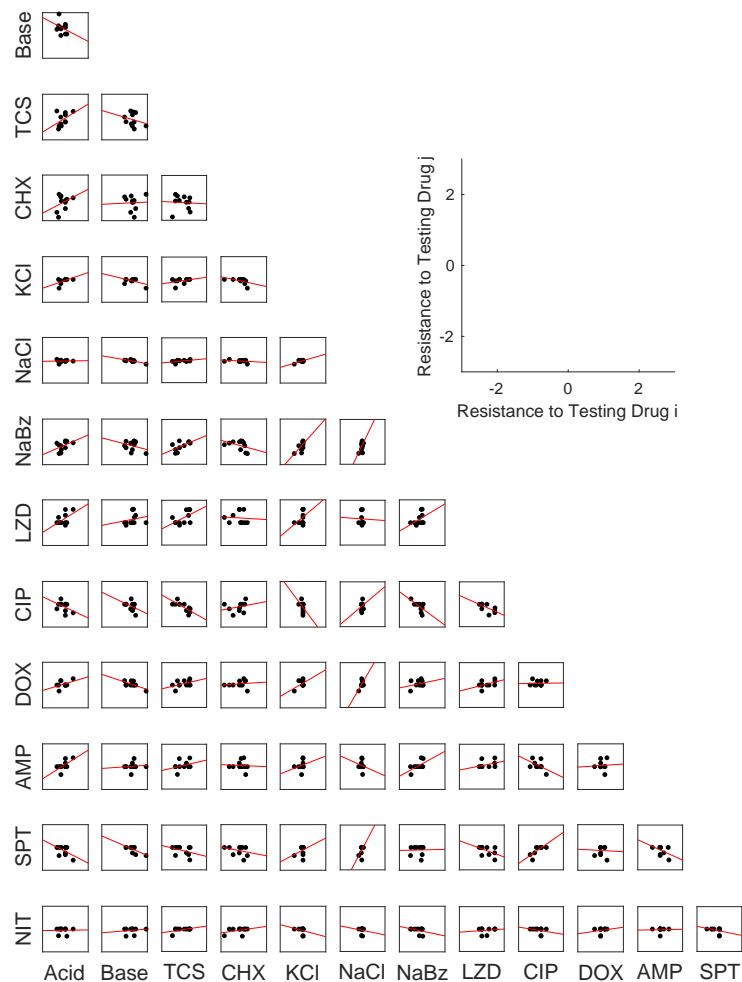 Base
TCS
CHX
KCl
NaCl
NaBz
LZD
CIP
DOX
AMP
SPT
NIT
Acid Base TCS CHX KCl NaCl NaBz LZD CIP DOX AMP SPT
Resistance to Testing Drug j
2
0
-2
-2 0 2
Resistance to Testing Drug i